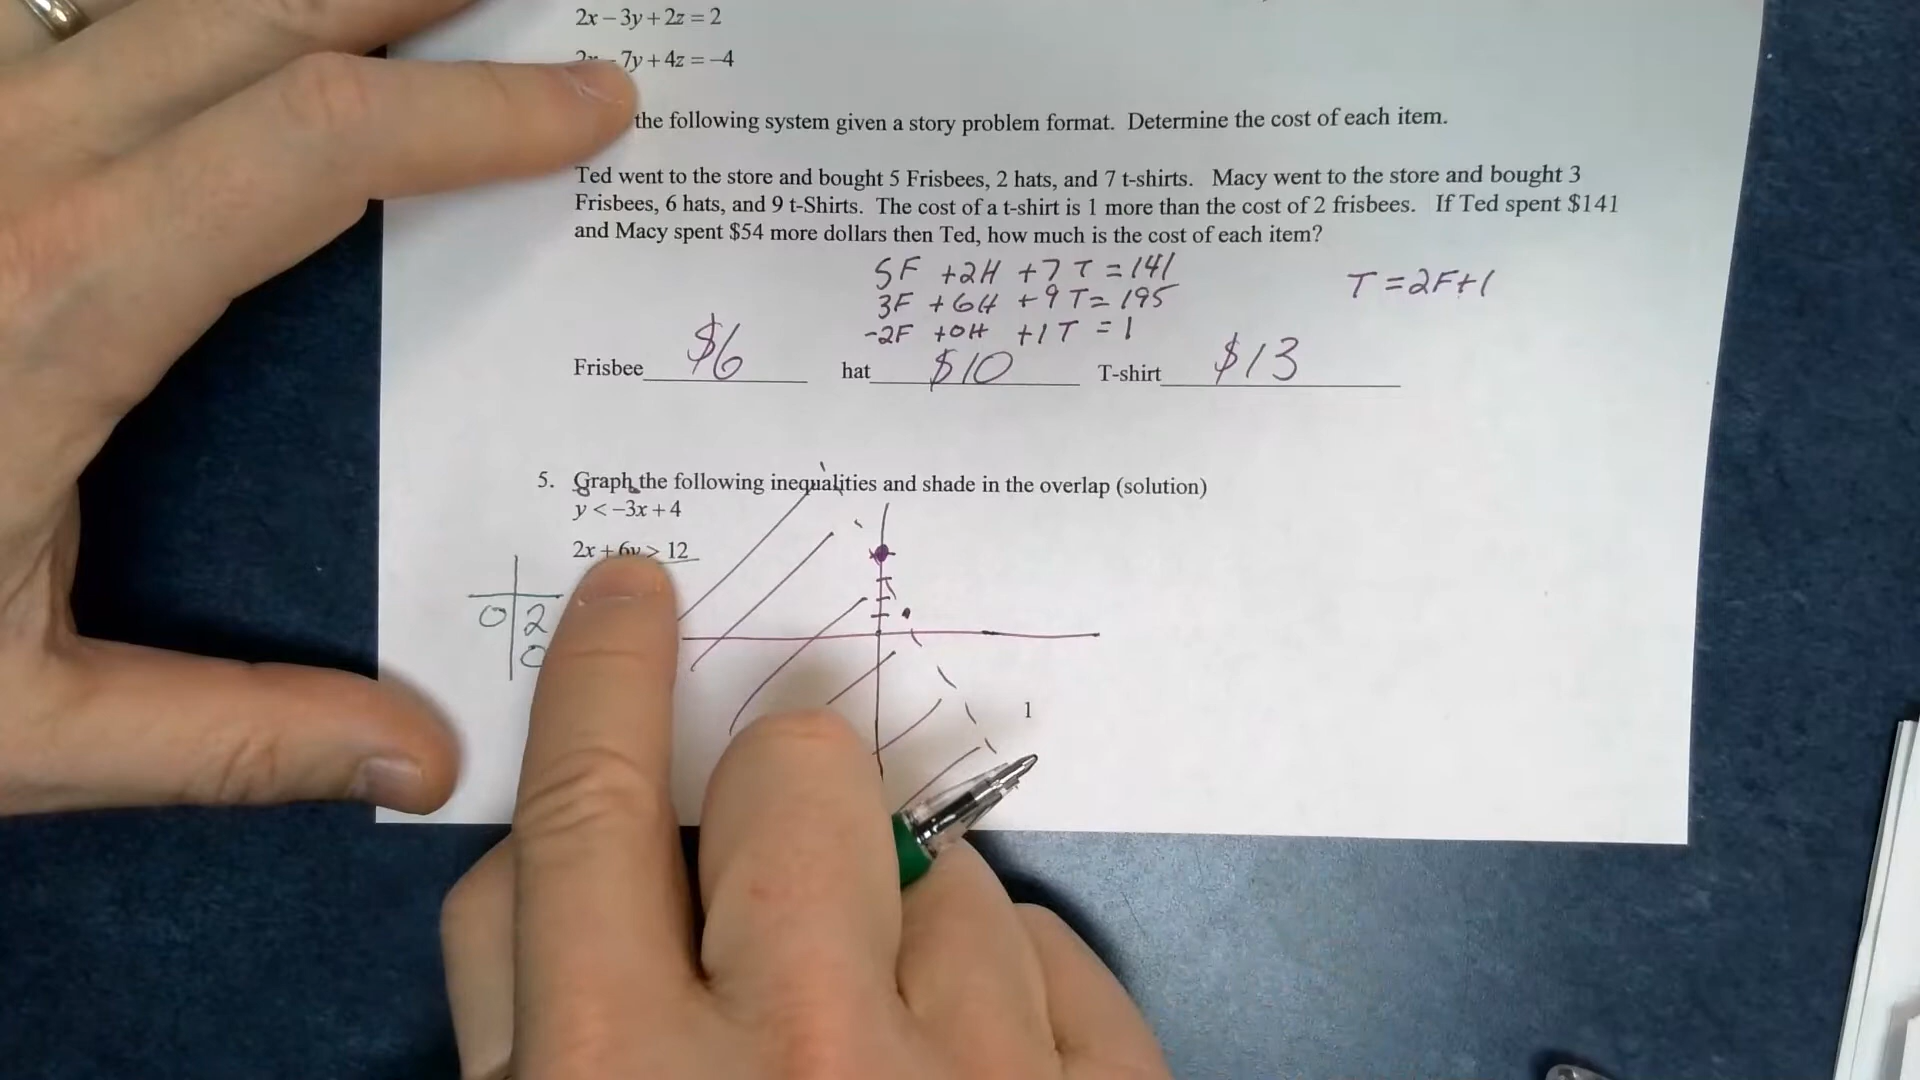 2x – 3y + 2z = 2
– 7y + 4z = –4
the following system given a story problem format. Determine the cost of each item.
Ted went to the store and bought 5 Frisbees, 2 hats, and 7 t-shirts. Macy went to the store and bought 3
Frisbees, 6 hats, and 9 t-Shirts. The cost of a t-shirt is 1 more than the cost of 2 frisbees. If Ted spent $141
and Macy spent $54 more dollars then Ted, how much is the cost of each item?
5F +2H +7T = 141
T = 2F+1
3F +6H +9T = 195
-2F +0H +1T = 1
Frisbee $6 hat $10 T-shirt $13
5. Graph the following inequalities and shade in the overlap (solution)
y < –3x + 4
2x + 6y > 12
0 2
0
1